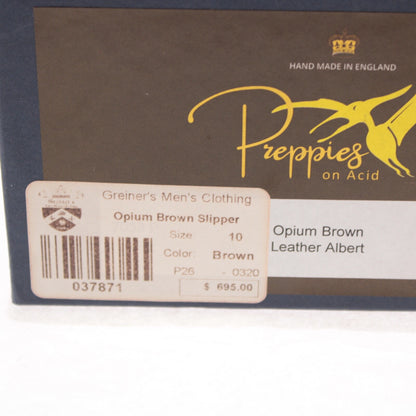 HAND MADE IN ENGLAND
Preppies
on Acid
Opium Brown
Leather Albert
Greiner's Men's Clothing
Opium Brown Slipper
Size: 10
Color: Brown
P26 - 0320
$ 695.00
037871